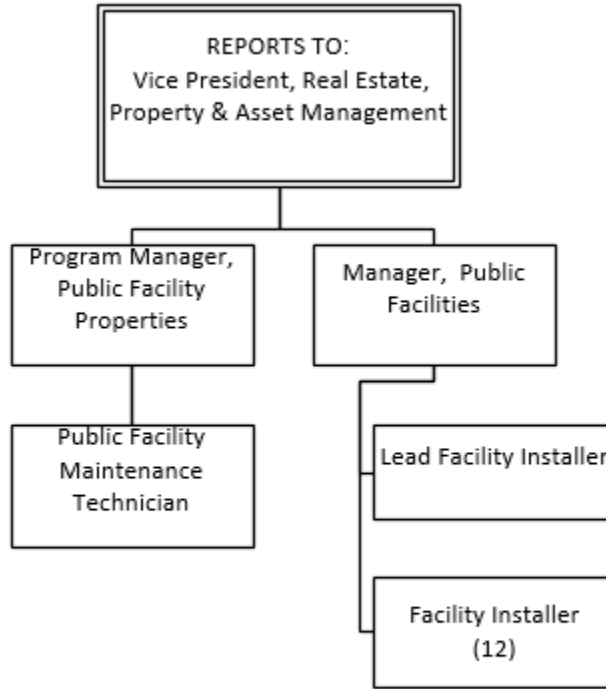 REPORTS TO:
Vice President, Real Estate,
Property & Asset Management
Program Manager,
Public Facility
Properties
Manager, Public
Facilities
Public Facility
Maintenance
Technician
Lead Facility Installer
Facility Installer
(12)